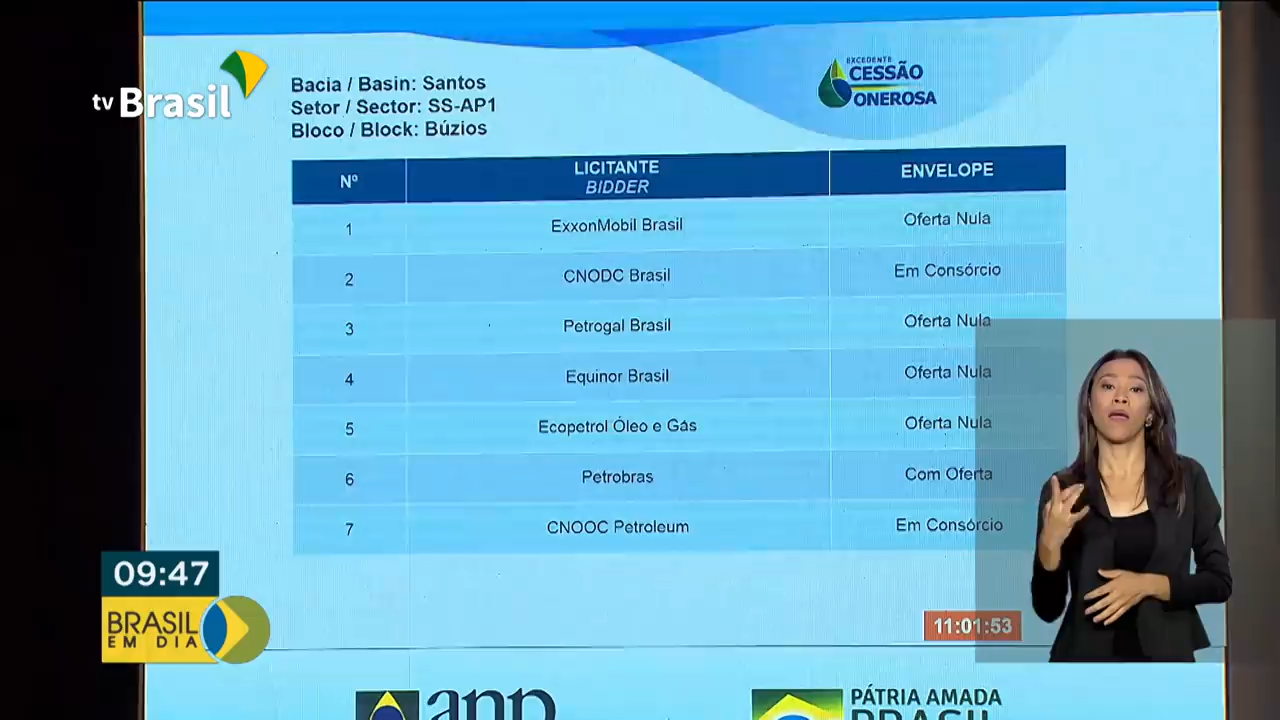 tv Brasil
Bacia / Basin: Santos
Setor / Sector: SS-AP1
Bloco / Block: Búzios
EXCEDENTE
CESSÃO
ONEROSA
Nº LICITANTE BIDDER ENVELOPE
1 ExxonMobil Brasil Oferta Nula
2 CNODC Brasil Em Consórcio
3 Petrogal Brasil Oferta Nula
4 Equinor Brasil Oferta Nula
5 Ecopetrol Óleo e Gás Oferta Nula
6 Petrobras Com Oferta
7 CNOOC Petroleum Em Consórcio
09:47
BRASIL
EM DIA
11:01:53
anp
PÁTRIA AMADA
BRASIL